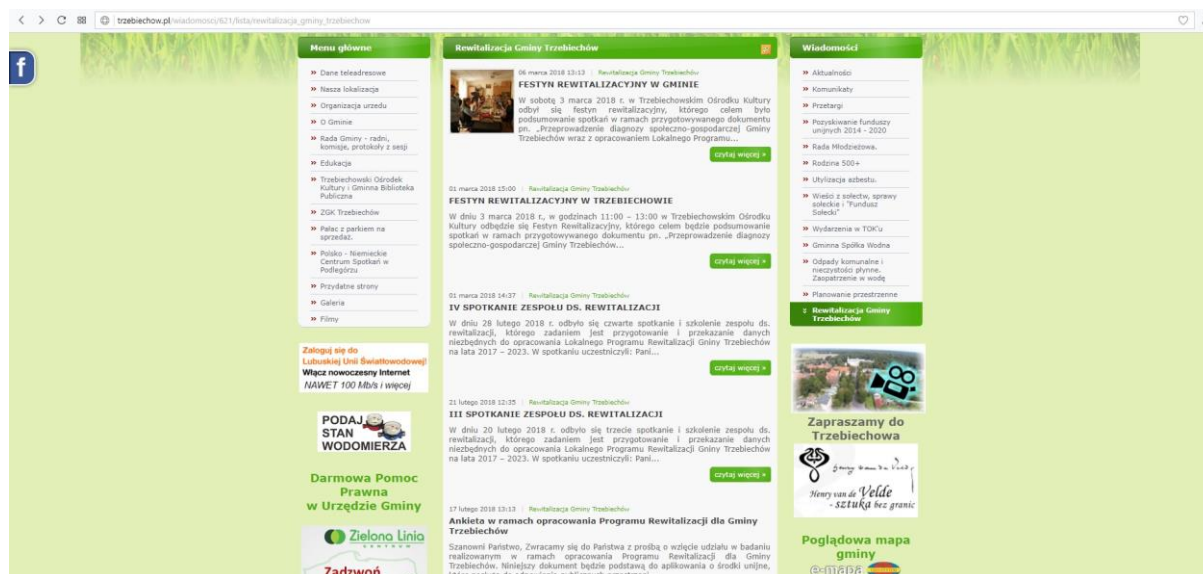 trzebiechow.pl/wiadomosci/621/lista/rewitalizacja_gminy_trzebiechow
f
Menu główne
Dane teleadresowe
Nasza lokalizacja
Organizacja urzedu
O Gminie
Rada Gminy - radni,
komisje, protokoły z sesji
Edukacja
Trzebiechowski Ośrodek
Kultury i Gminna Biblioteka
Publiczna
ZGK Trzebiechów
Pałac z parkiem na
sprzedaż.
Polsko - Niemieckie
Centrum Spotkań w
Podlegórzu
Przydatne strony
Galeria
Filmy
Zaloguj się do
Lubuskiej Unii Światłowodowej!
Włącz nowoczesny Internet
NAWET 100 Mb/s i więcej
PODAJ
STAN
WODOMIERZA
Darmowa Pomoc
Prawna
w Urzędzie Gminy
Zielona Linia
CENTRUM
Zadzwoń
Rewitalizacja Gminy Trzebiechów
06 marca 2018 13:13 | Rewitalizacja Gminy Trzebiechów
FESTYN REWITALIZACYJNY W GMINIE
W sobotę 3 marca 2018 r. w Trzebiechowskim Ośrodku Kultury
odbył się festyn rewitalizacyjny, którego celem było
podsumowanie spotkań w ramach przygotowywanego dokumentu
pn. „Przeprowadzenie diagnozy społeczno-gospodarczej Gminy
Trzebiechów wraz z opracowaniem Lokalnego Programu...
czytaj więcej »
01 marca 2018 15:00 | Rewitalizacja Gminy Trzebiechów
FESTYN REWITALIZACYJNY W TRZEBIECHOWIE
W dniu 3 marca 2018 r., w godzinach 11:00 – 13:00 w Trzebiechowskim Ośrodku
Kultury odbędzie się Festyn Rewitalizacyjny, którego celem będzie podsumowanie
spotkań w ramach przygotowywanego dokumentu pn. „Przeprowadzenie diagnozy
społeczno-gospodarczej Gminy Trzebiechów...
czytaj więcej »
01 marca 2018 14:37 | Rewitalizacja Gminy Trzebiechów
IV SPOTKANIE ZESPOŁU DS. REWITALIZACJI
W dniu 28 lutego 2018 r. odbyło się czwarte spotkanie i szkolenie zespołu ds.
rewitalizacji, którego zadaniem jest przygotowanie i przekazanie danych
niezbędnych do opracowania Lokalnego Programu Rewitalizacji Gminy Trzebiechów
na lata 2017 – 2023. W spotkaniu uczestniczyli: Pani...
czytaj więcej »
21 lutego 2018 12:35 | Rewitalizacja Gminy Trzebiechów
III SPOTKANIE ZESPOŁU DS. REWITALIZACJI
W dniu 20 lutego 2018 r. odbyło się trzecie spotkanie i szkolenie zespołu ds.
rewitalizacji, którego zadaniem jest przygotowanie i przekazanie danych
niezbędnych do opracowania Lokalnego Programu Rewitalizacji Gminy Trzebiechów
na lata 2017 – 2023. W spotkaniu uczestniczyli: Pani...
czytaj więcej »
17 lutego 2018 13:13 | Rewitalizacja Gminy Trzebiechów
Ankieta w ramach opracowania Programu Rewitalizacji dla Gminy
Trzebiechów
Szanowni Państwo, Zwracamy się do Państwa z prośbą o wzięcie udziału w badaniu
realizowanym w ramach opracowania Programu Rewitalizacji dla Gminy
Trzebiechów. Niniejszy dokument będzie podstawą do aplikowania o środki unijne,
Wiadomości
Aktualności
Komunikaty
Przetargi
Pozyskiwanie funduszy
unijnych 2014 - 2020
Rada Młodzieżowa.
Rodzina 500+
Utylizacja azbestu.
Wieści z sołectw, sprawy
sołeckie i "Fundusz
Sołecki"
Wydarzenia w TOK'u
Gminna Spółka Wodna
Odpady komunalne i
nieczystości płynne.
Zaopatrzenie w wodę
Planowanie przestrzenne
Rewitalizacja Gminy
Trzebiechów
Zapraszamy do
Trzebiechowa
Henry van de Velde
- sztuka bez granic
Poglądowa mapa
gminy
e-mapa